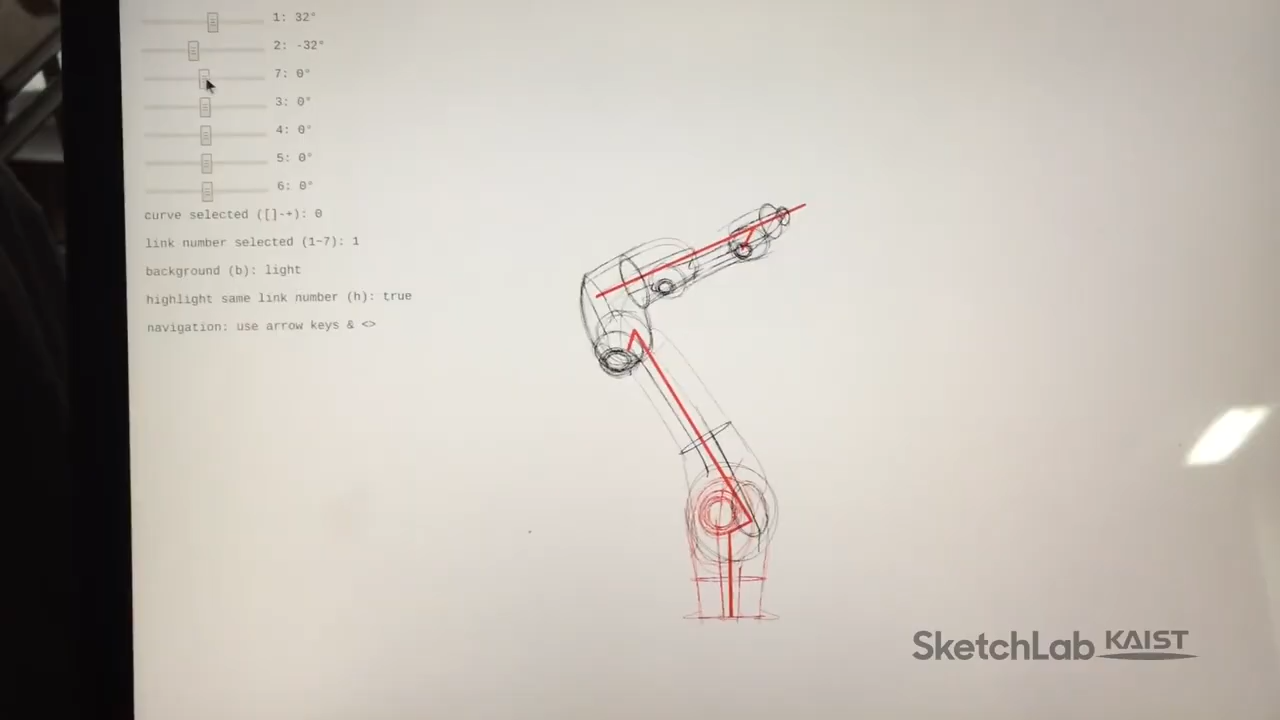 1: 32°
2: -32°
7: 0°
3: 0°
4: 0°
5: 0°
6: 0°
curve selected ([]-+): 0
link number selected (1-7): 1
background (b): light
highlight same link number (h): true
navigation: use arrow keys & <>
SketchLab KAIST